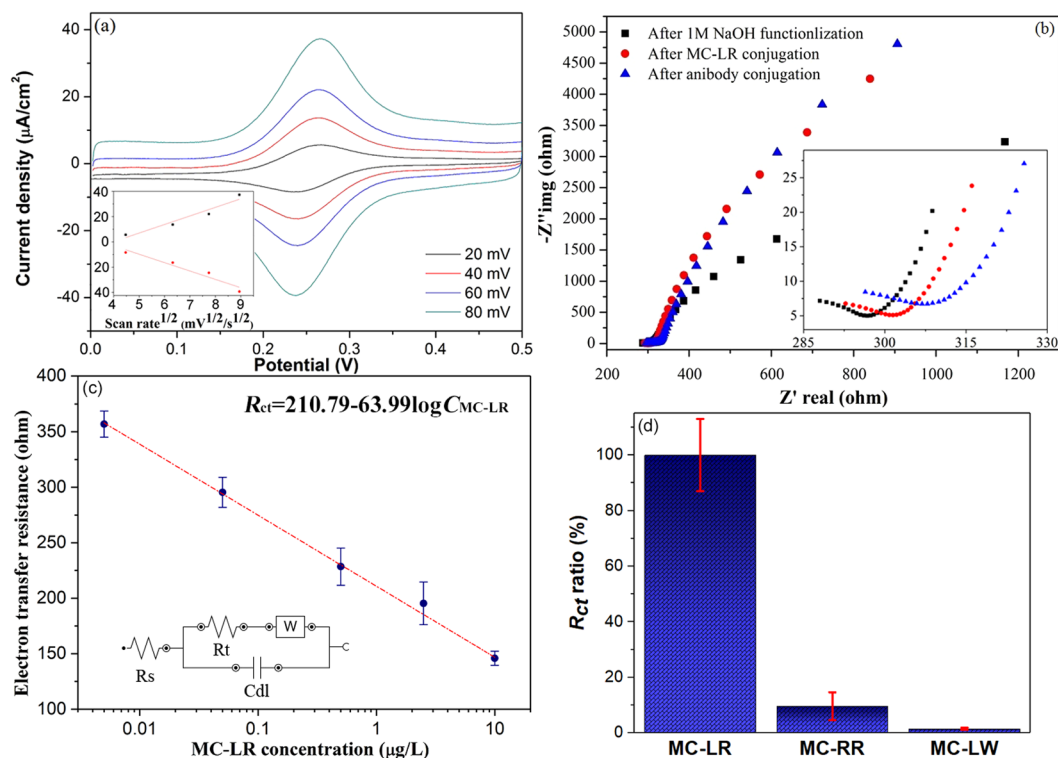 (a)
Current density (μA/cm²)
40
20
0
-20
-40
0.0 0.1 0.2 0.3 0.4 0.5
Potential (V)
20 mV
40 mV
60 mV
80 mV
40
20
0
20
40
4 5 6 7 8 9 10
Scan rate^1/2 (mV^1/2/s^1/2)
(b)
After 1M NaOH functionlization
After MC-LR conjugation
After anibody conjugation
-Z''img (ohm)
5000
4500
4000
3500
3000
2500
2000
1500
1000
500
0
200 400 600 800 1000 1200
Z' real (ohm)
25
20
15
10
5
285 300 315 330
(c)
Rct=210.79-63.99logCMC-LR
Electron transfer resistance (ohm)
400
350
300
250
200
150
100
0.01 0.1 1 10
MC-LR concentration (μg/L)
Rs
Rt
W
Cdl
(d)
Rct ratio (%)
100
80
60
40
20
0
MC-LR MC-RR MC-LW